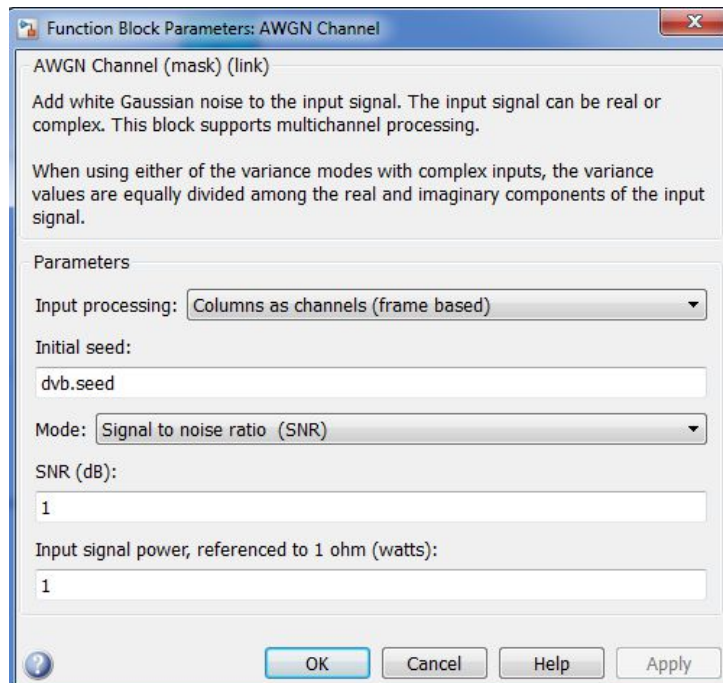 Function Block Parameters: AWGN Channel
AWGN Channel (mask) (link)
Add white Gaussian noise to the input signal. The input signal can be real or
complex. This block supports multichannel processing.
When using either of the variance modes with complex inputs, the variance
values are equally divided among the real and imaginary components of the input
signal.
Parameters
Input processing: Columns as channels (frame based)
Initial seed:
dvb.seed
Mode: Signal to noise ratio (SNR)
SNR (dB):
1
Input signal power, referenced to 1 ohm (watts):
1
? OK Cancel Help Apply